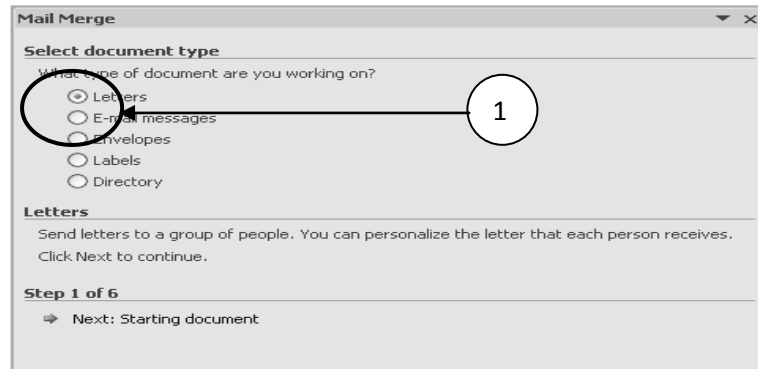 Mail Merge
Select document type
What type of document are you working on?
Letters
E-mail messages
1
Envelopes
Labels
Directory
Letters
Send letters to a group of people. You can personalize the letter that each person receives.
Click Next to continue.
Step 1 of 6
Next: Starting document